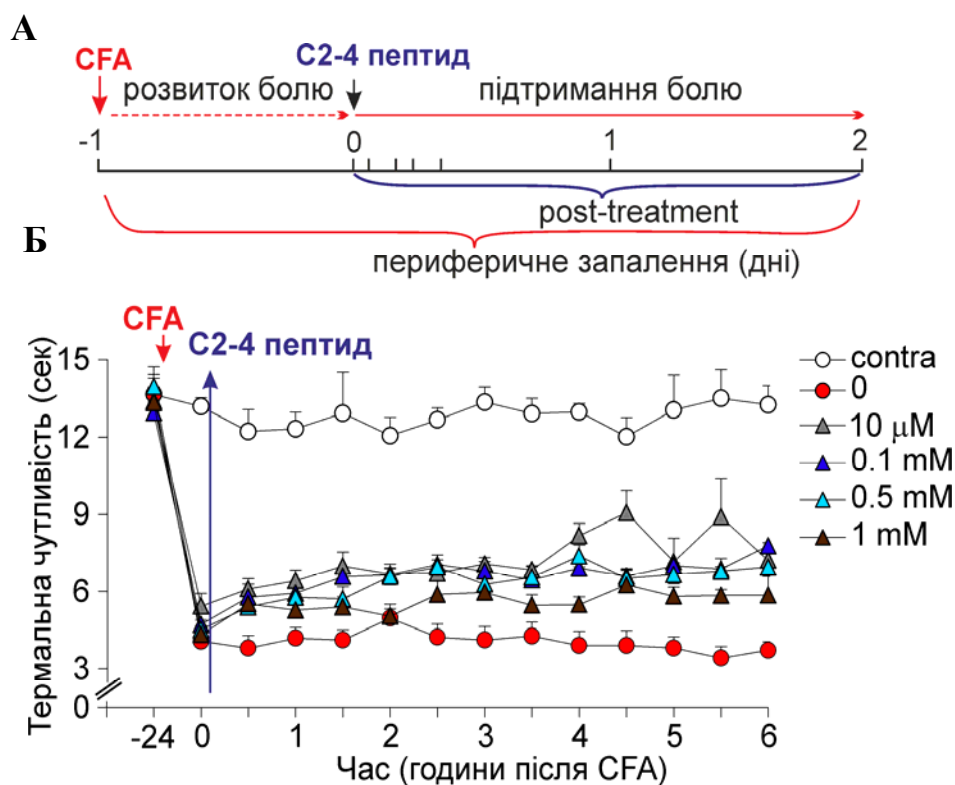 А
C2-4 пептид
CFA
розвиток болю
підтримання болю
-1
0
1
2
post-treatment
периферичне запалення (дні)
Б
CFA
C2-4 пептид
Термальна чутливість (сек)
15
12
9
6
3
0
-24
0
1
2
3
4
5
6
Час (години після CFA)
contra
0
10 μM
0.1 mM
0.5 mM
1 mM